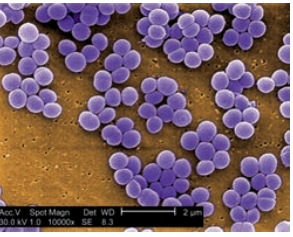 Acc.V Spot Magn Det WD 2 µm
30.0 kV 1.0 10000x SE 8.3